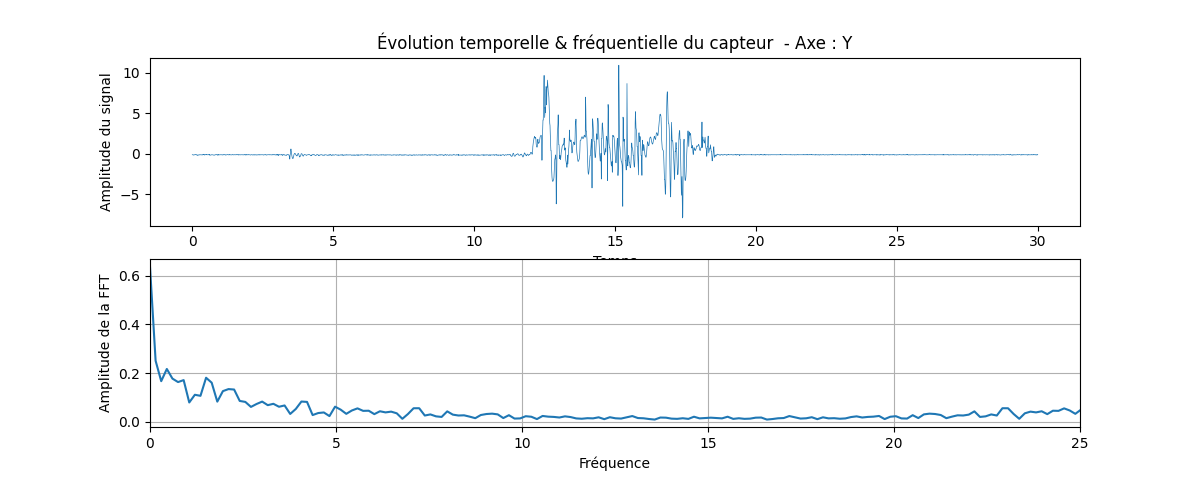 Évolution temporelle & fréquentielle du capteur  - Axe : Y
Amplitude du signal
10
5
0
−5
0 5 10 15 20 25 30
Amplitude de la FFT
0.6
0.4
0.2
0.0
0 5 10 15 20 25
Fréquence